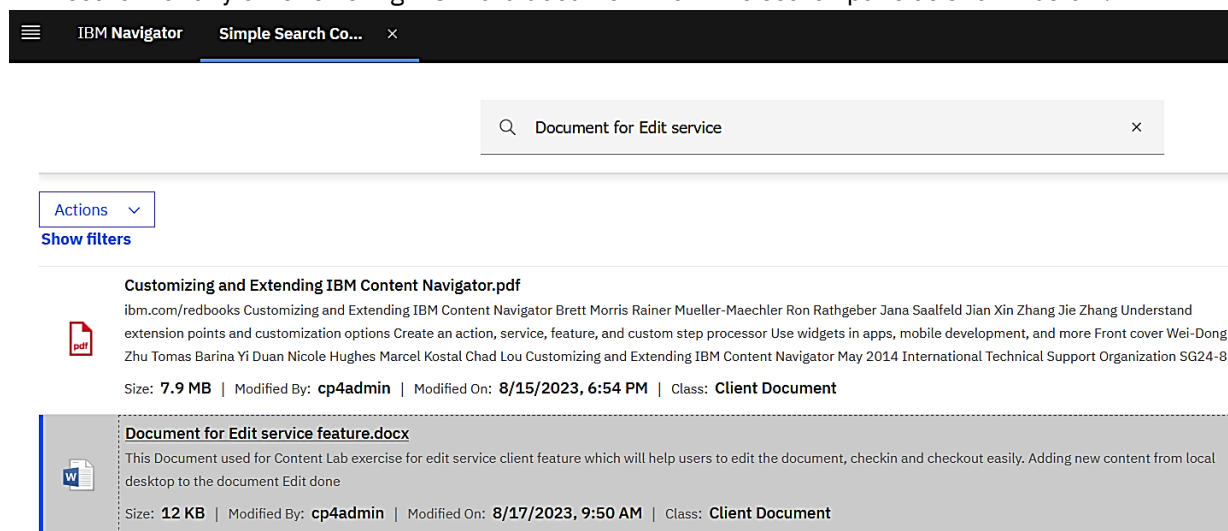 IBM Navigator Simple Search Co... ×
Document for Edit service ×
Actions
Show filters
Customizing and Extending IBM Content Navigator.pdf
ibm.com/redbooks Customizing and Extending IBM Content Navigator Brett Morris Rainer Mueller-Maechler Ron Rathgeber Jana Saalfeld Jian Xin Zhang Jie Zhang Understand
extension points and customization options Create an action, service, feature, and custom step processor Use widgets in apps, mobile development, and more Front cover Wei-Dong
pdf
Zhu Tomas Barina Yi Duan Nicole Hughes Marcel Kostal Chad Lou Customizing and Extending IBM Content Navigator May 2014 International Technical Support Organization SG24-8
Size: 7.9 MB | Modified By: cp4admin | Modified On: 8/15/2023, 6:54 PM | Class: Client Document
Document for Edit service feature.docx
This Document used for Content Lab exercise for edit service client feature which will help users to edit the document, checkin and checkout easily. Adding new content from local
W
desktop to the document Edit done
Size: 12 KB | Modified By: cp4admin | Modified On: 8/17/2023, 9:50 AM | Class: Client Document